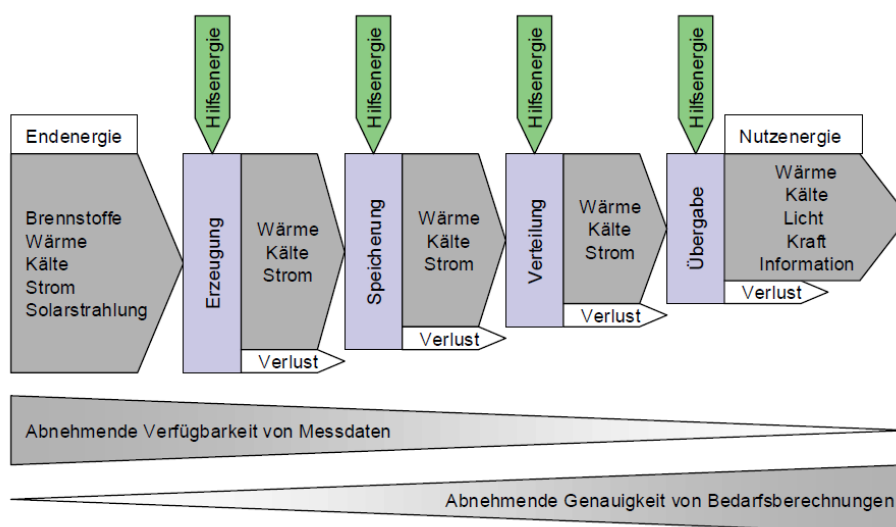 Hilfsenergie
Hilfsenergie
Hilfsenergie
Hilfsenergie
Endenergie
Nutzenergie
Brennstoffe
Wärme
Kälte
Strom
Solarstrahlung
Erzeugung
Wärme
Kälte
Strom
Verlust
Speicherung
Wärme
Kälte
Strom
Verlust
Verteilung
Wärme
Kälte
Strom
Verlust
Übergabe
Wärme
Kälte
Licht
Kraft
Information
Verlust
Abnehmende Verfügbarkeit von Messdaten
Abnehmende Genauigkeit von Bedarfsberechnungen